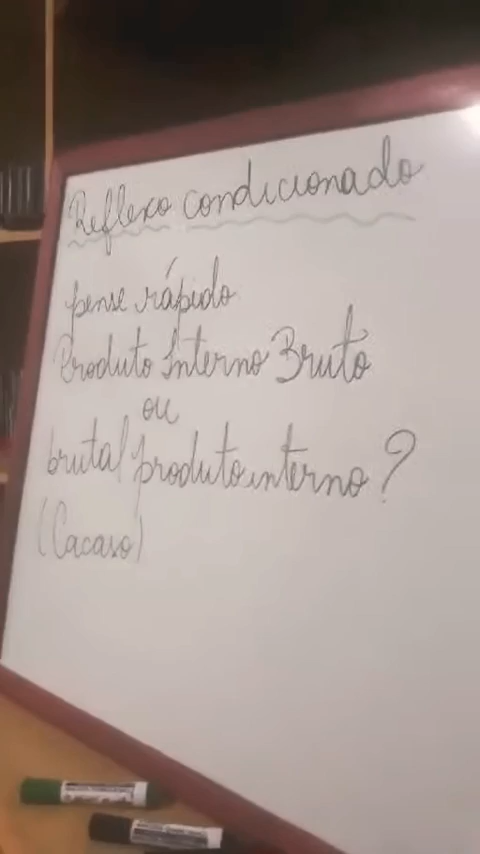 Reflexo condicionado
pense rápido
Produto Interno Bruto
ou
brutal produto interno?
(Cacaso)